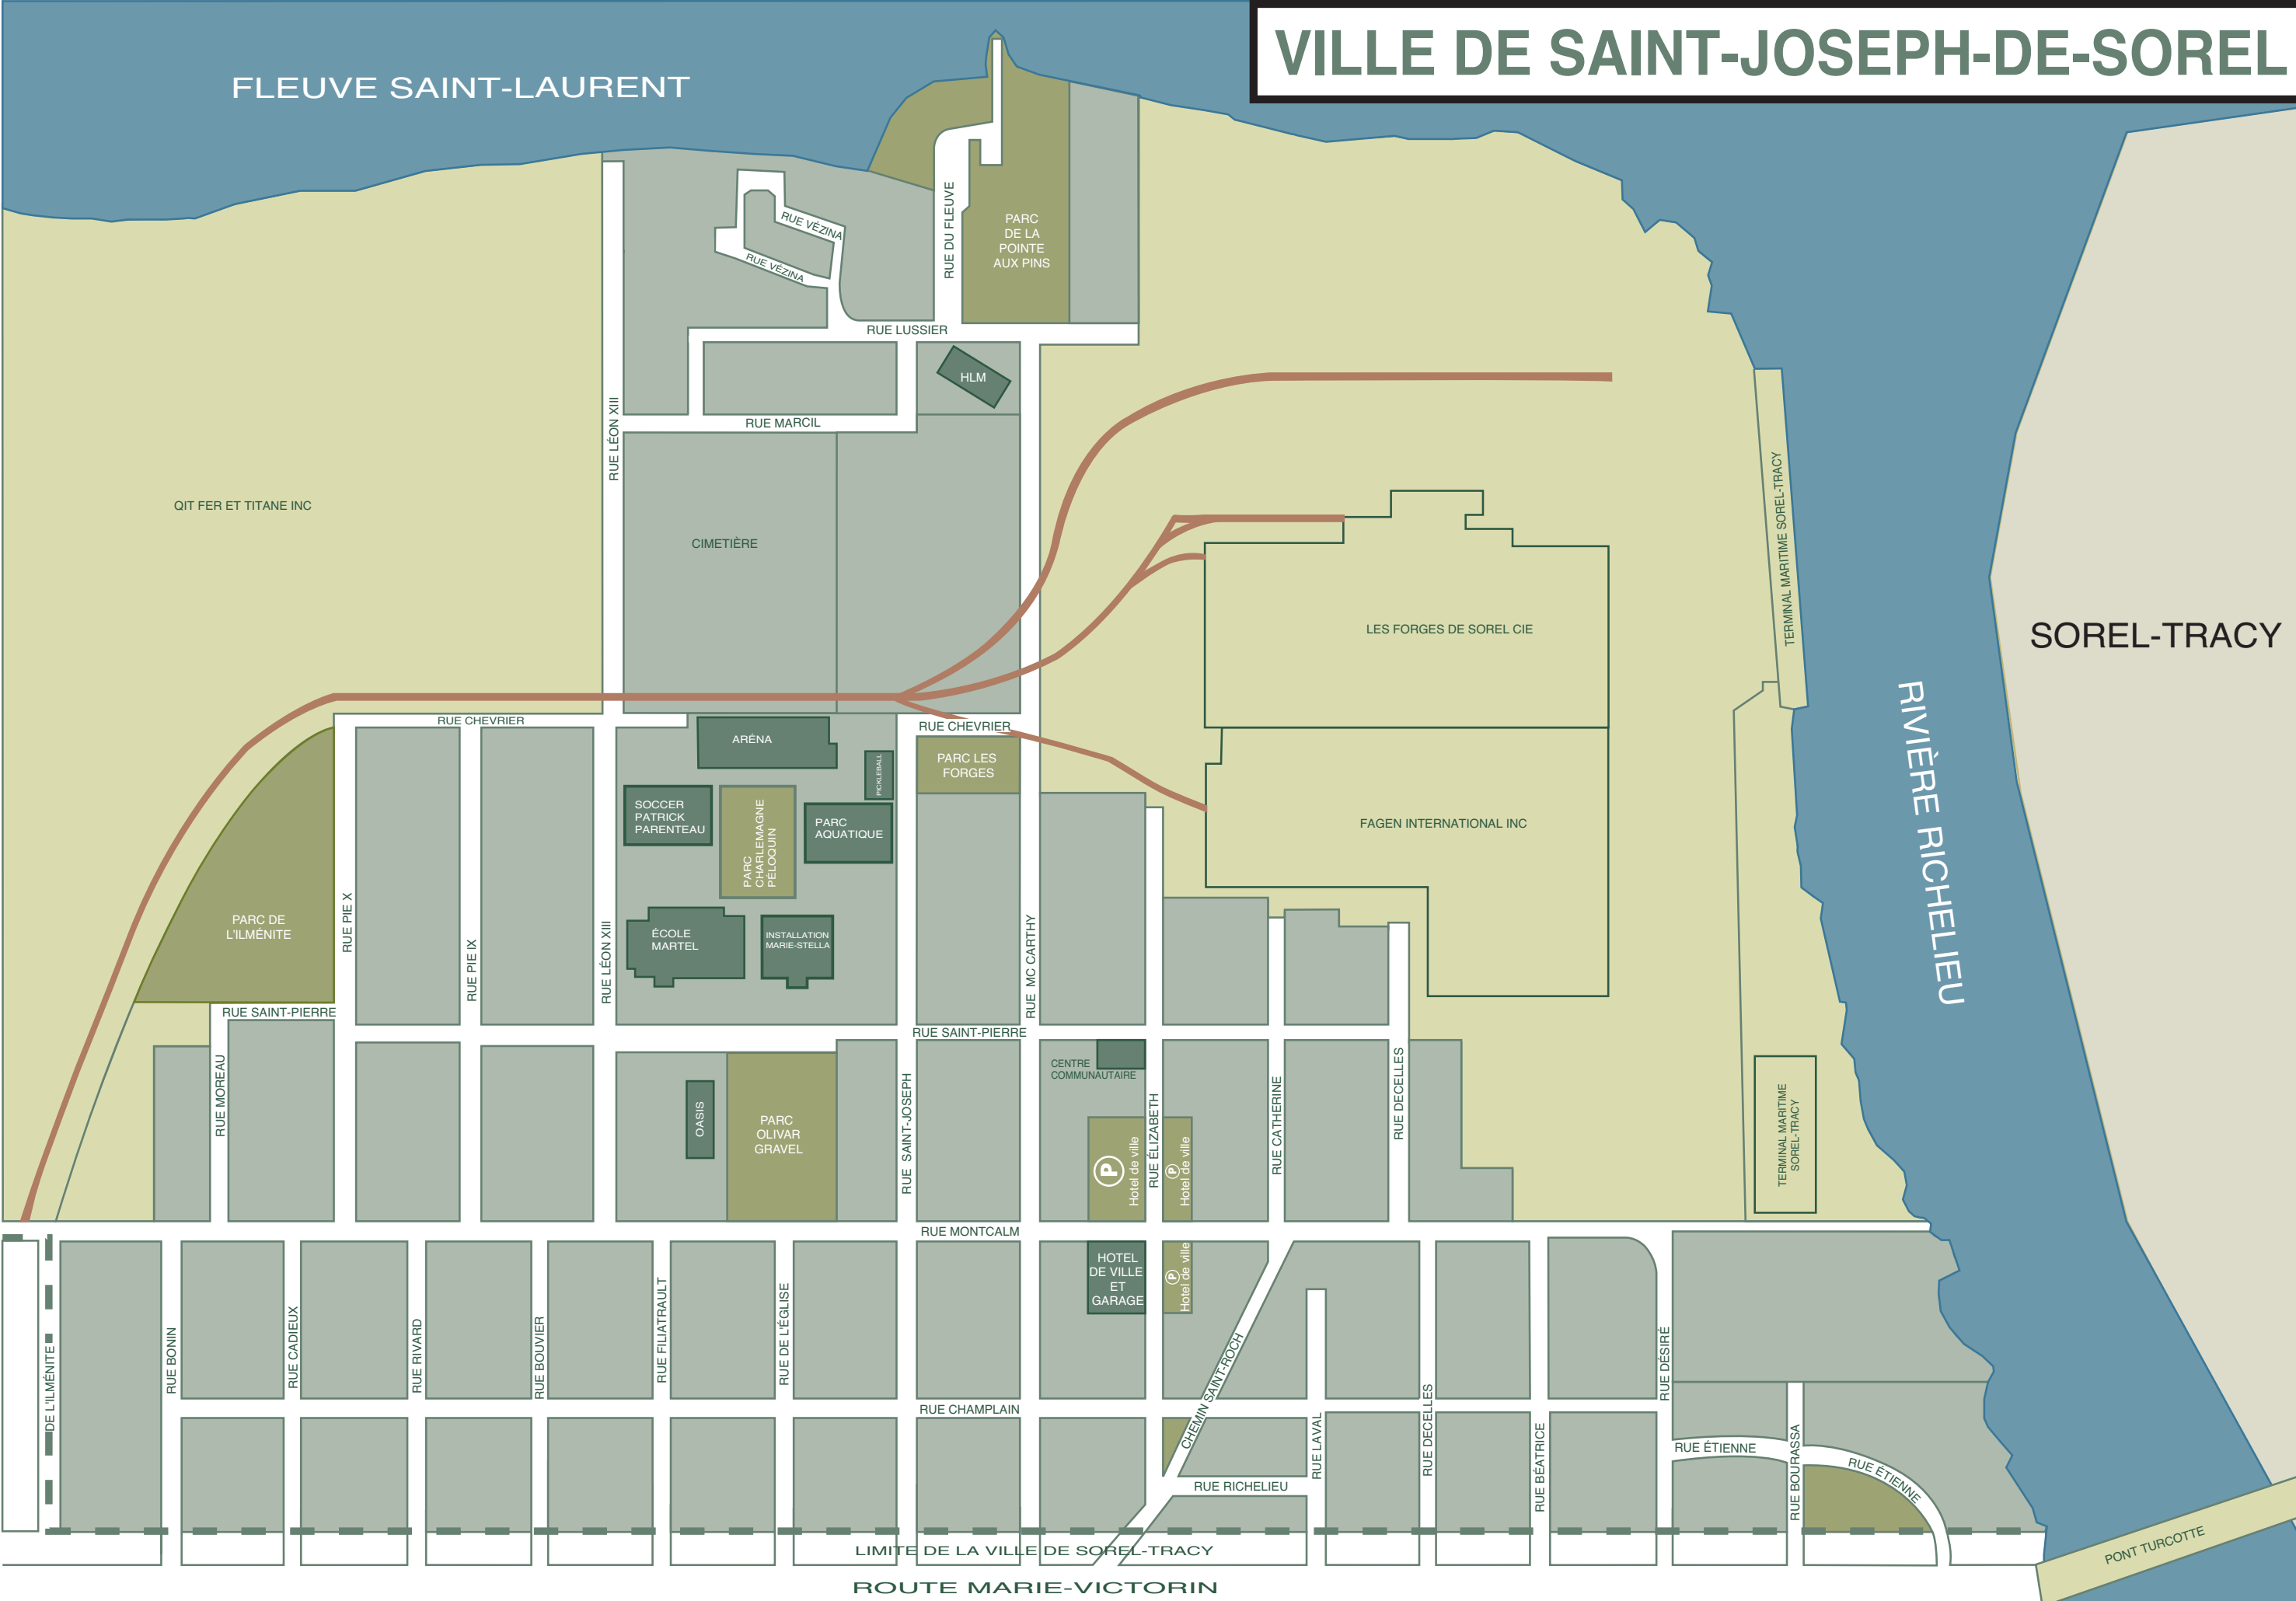 VILLE DE SAINT-JOSEPH-DE-SOREL
FLEUVE SAINT-LAURENT
RUE VÉZINA
RUE VÉZINA
RUE DU FLEUVE
PARC
DE LA
POINTE
AUX PINS
RUE LUSSIER
HLM
RUE MARCIL
RUE LÉON XIII
QIT FER ET TITANE INC
CIMETIÈRE
LES FORGES DE SOREL CIE
TERMINAL MARITIME SOREL-TRACY
SOREL-TRACY
RIVIÈRE RICHELIEU
RUE CHEVRIER
RUE CHEVRIER
ARÉNA
PICKLEBALL
PARC LES
FORGES
SOCCER
PATRICK
PARENTEAU
PARC
CHARLEMAGNE
PÉLOQUIN
PARC
AQUATIQUE
FAGEN INTERNATIONAL INC
PARC DE
L'ILMÉNITE
RUE PIE X
RUE PIE IX
RUE LÉON XIII
ÉCOLE
MARTEL
INSTALLATION
MARIE-STELLA
RUE MC CARTHY
RUE SAINT-PIERRE
RUE SAINT-PIERRE
RUE MOREAU
OASIS
PARC
OLIVAR
GRAVEL
RUE SAINT-JOSEPH
CENTRE
COMMUNAUTAIRE
P
Hotel de ville
RUE ÉLIZABETH
P
Hotel de ville
RUE CATHERINE
RUE DECELLES
TERMINAL MARITIME
SOREL-TRACY
RUE MONTCALM
HOTEL
DE VILLE
ET
GARAGE
P
Hotel de ville
DE L'ILMÉNITE
RUE BONIN
RUE CADIEUX
RUE RIVARD
RUE BOUVIER
RUE FILIATRAULT
RUE DE L'ÉGLISE
CHEMIN SAINT-ROCH
RUE DÉSIRÉ
RUE CHAMPLAIN
RUE LAVAL
RUE DECELLES
RUE BÉATRICE
RUE ÉTIENNE
RUE BOURASSA
RUE ÉTIENNE
RUE RICHELIEU
LIMITE DE LA VILLE DE SOREL-TRACY
PONT TURCOTTE
ROUTE MARIE-VICTORIN